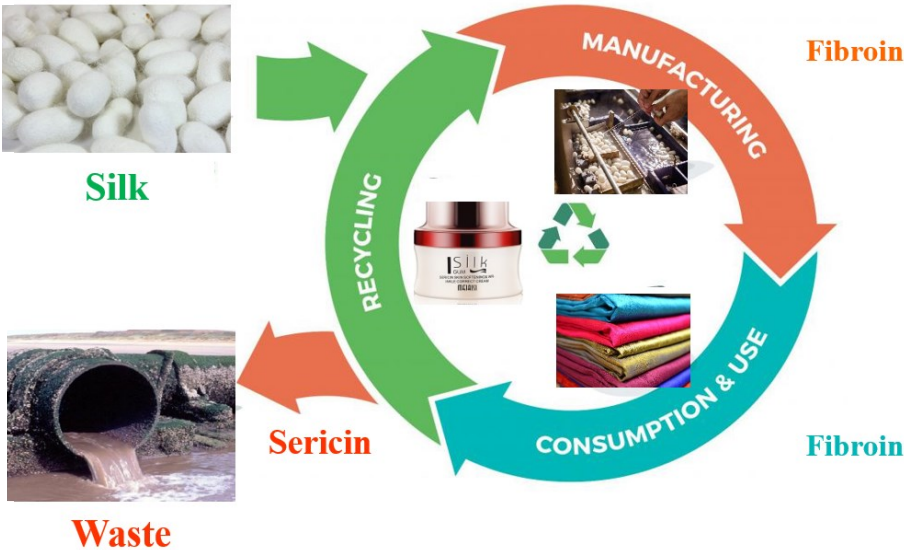 MANUFACTURING
Fibroin
Silk
RECYCLING
Silk
Sericin
CONSUMPTION & USE
Fibroin
Waste